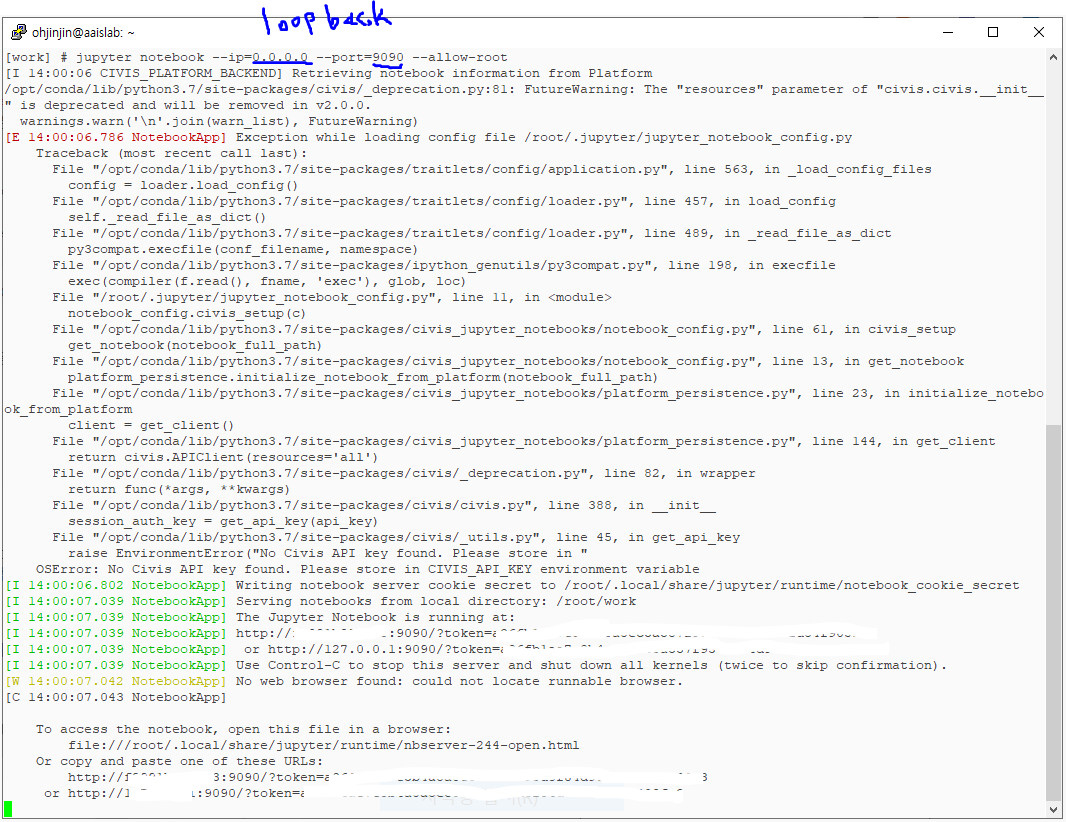 loopback
ohjinjin@aaislab: ~
[work] # jupyter notebook --ip=0.0.0.0 --port=9090 --allow-root
[I 14:00:06 CIVIS_PLATFORM_BACKEND] Retrieving notebook information from Platform
/opt/conda/lib/python3.7/site-packages/civis/_deprecation.py:81: FutureWarning: The "resources" parameter of "civis.civis.__init__
" is deprecated and will be removed in v2.0.0.
warnings.warn('\n'.join(warn_list), FutureWarning)
[E 14:00:06.786 NotebookApp] Exception while loading config file /root/.jupyter/jupyter_notebook_config.py
Traceback (most recent call last):
File "/opt/conda/lib/python3.7/site-packages/traitlets/config/application.py", line 563, in _load_config_files
config = loader.load_config()
File "/opt/conda/lib/python3.7/site-packages/traitlets/config/loader.py", line 457, in load_config
self._read_file_as_dict()
File "/opt/conda/lib/python3.7/site-packages/traitlets/config/loader.py", line 489, in _read_file_as_dict
py3compat.execfile(conf_filename, namespace)
File "/opt/conda/lib/python3.7/site-packages/ipython_genutils/py3compat.py", line 198, in execfile
exec(compiler(f.read(), fname, 'exec'), glob, loc)
File "/root/.jupyter/jupyter_notebook_config.py", line 11, in <module>
notebook_config.civis_setup(c)
File "/opt/conda/lib/python3.7/site-packages/civis_jupyter_notebooks/notebook_config.py", line 61, in civis_setup
get_notebook(notebook_full_path)
File "/opt/conda/lib/python3.7/site-packages/civis_jupyter_notebooks/notebook_config.py", line 13, in get_notebook
platform_persistence.initialize_notebook_from_platform(notebook_full_path)
File "/opt/conda/lib/python3.7/site-packages/civis_jupyter_notebooks/platform_persistence.py", line 23, in initialize_notebo
ok_from_platform
client = get_client()
File "/opt/conda/lib/python3.7/site-packages/civis_jupyter_notebooks/platform_persistence.py", line 144, in get_client
return civis.APIClient(resources='all')
File "/opt/conda/lib/python3.7/site-packages/civis/_deprecation.py", line 82, in wrapper
return func(*args, **kwargs)
File "/opt/conda/lib/python3.7/site-packages/civis/civis.py", line 388, in __init__
session_auth_key = get_api_key(api_key)
File "/opt/conda/lib/python3.7/site-packages/civis/_utils.py", line 45, in get_api_key
raise EnvironmentError("No Civis API key found. Please store in "
OSError: No Civis API key found. Please store in CIVIS_API_KEY environment variable
[I 14:00:06.802 NotebookApp] Writing notebook server cookie secret to /root/.local/share/jupyter/runtime/notebook_cookie_secret
[I 14:00:07.039 NotebookApp] Serving notebooks from local directory: /root/work
[I 14:00:07.039 NotebookApp] The Jupyter Notebook is running at:
[I 14:00:07.039 NotebookApp] http://
:9090/?token=
[I 14:00:07.039 NotebookApp] or http://127.0.0.1:9090/?token=
[I 14:00:07.039 NotebookApp] Use Control-C to stop this server and shut down all kernels (twice to skip confirmation).
[W 14:00:07.042 NotebookApp] No web browser found: could not locate runnable browser.
[C 14:00:07.043 NotebookApp]
To access the notebook, open this file in a browser:
file:///root/.local/share/jupyter/runtime/nbserver-244-open.html
Or copy and paste one of these URLs:
http:// :9090/?token=
or http:// :9090/?token=